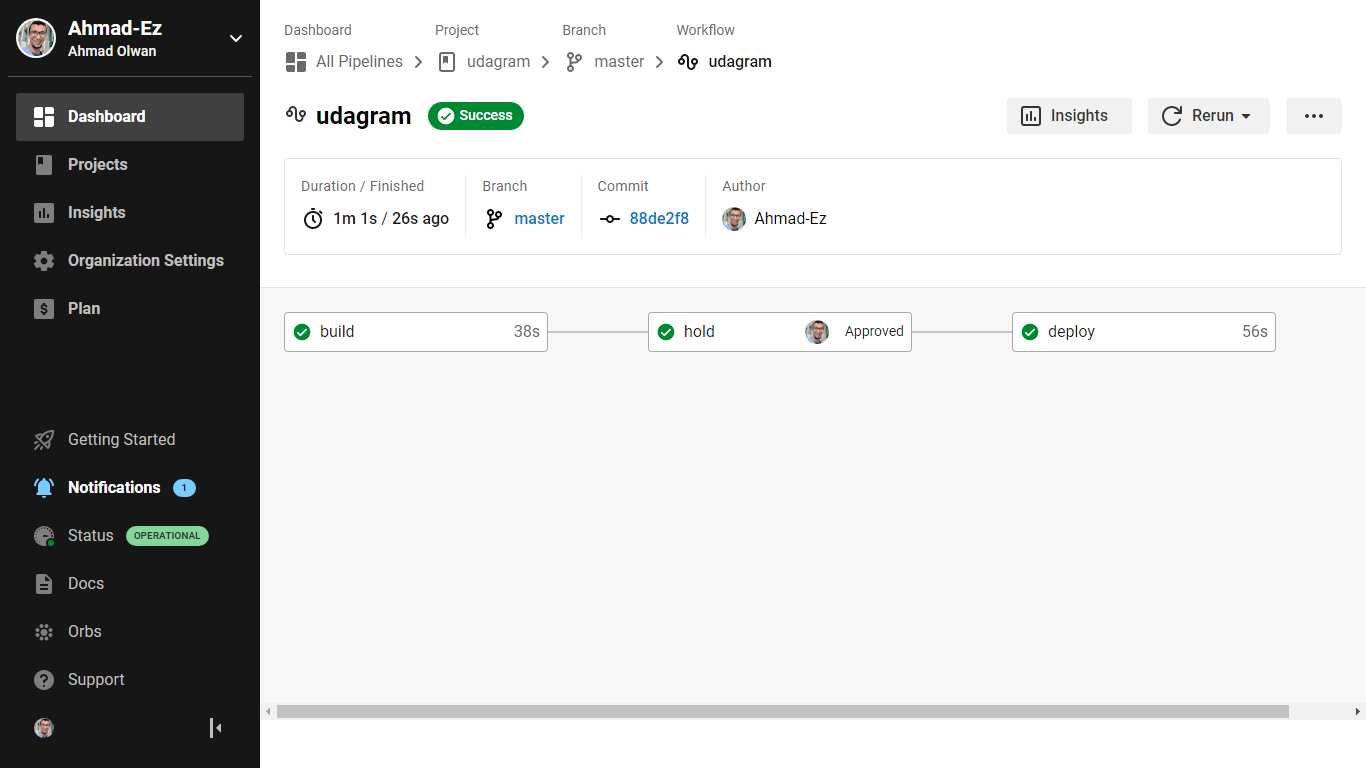 Ahmad-Ez
Ahmad Olwan
Dashboard
Projects
Insights
Organization Settings
Plan
Getting Started
Notifications 1
Status OPERATIONAL
Docs
Orbs
Support
Dashboard Project Branch Workflow
All Pipelines udagram master udagram
udagram Success Insights Rerun
Duration / Finished Branch Commit Author
1m 1s / 26s ago master 88de2f8 Ahmad-Ez
build 38s hold Approved deploy 56s